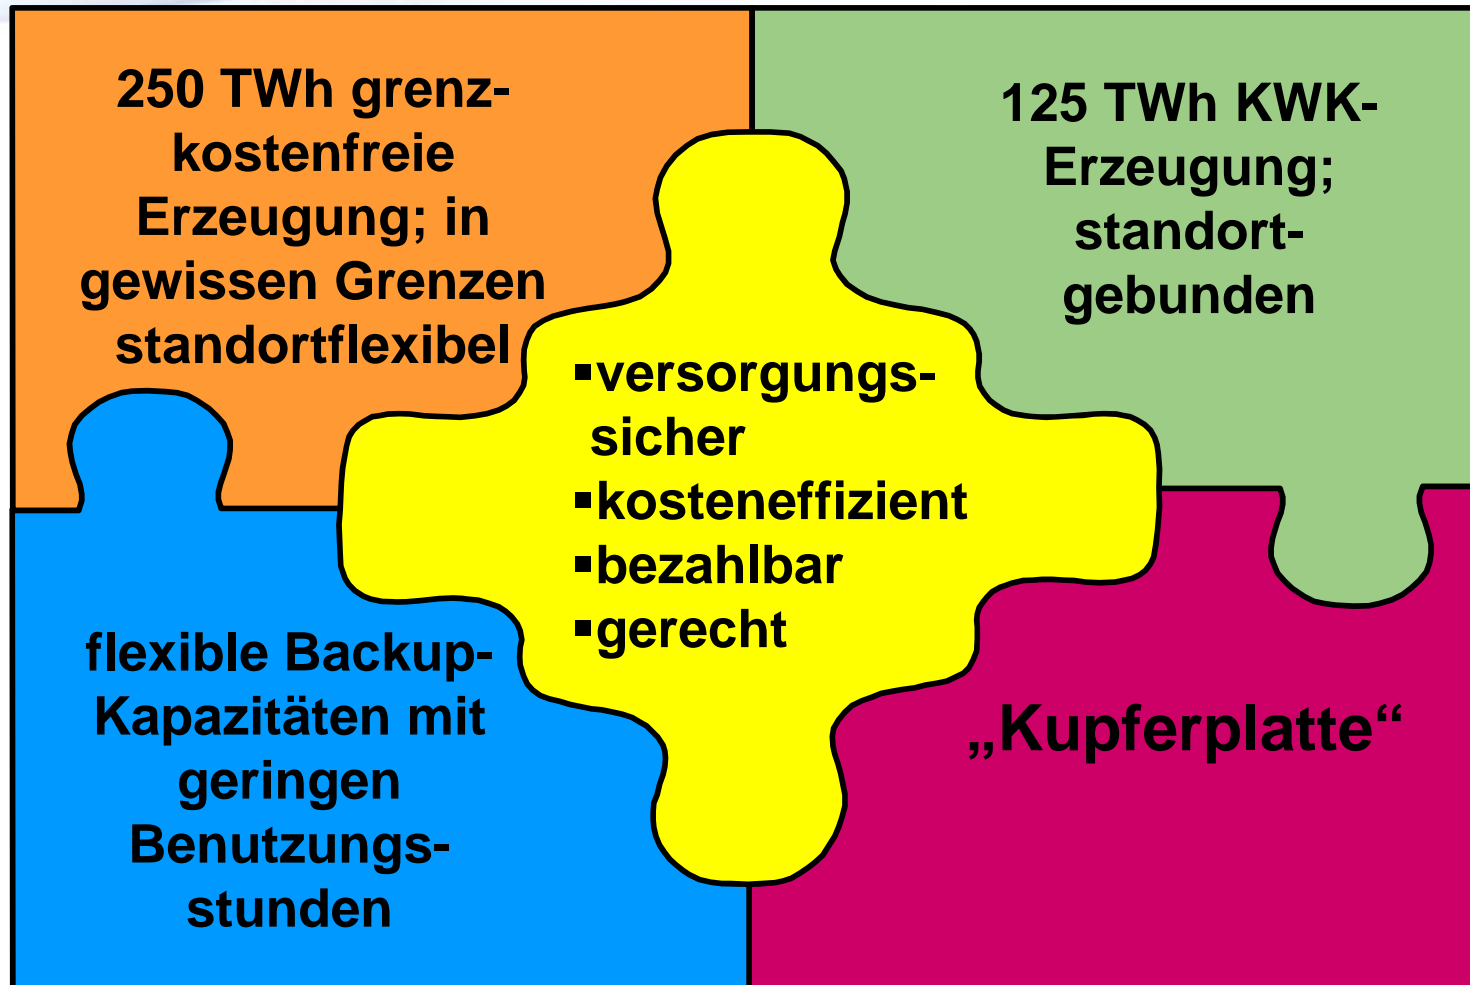 250 TWh grenz-
kostenfreie
Erzeugung; in
gewissen Grenzen
standortflexibel
125 TWh KWK-
Erzeugung;
standort-
gebunden
▪versorgungs-
sicher
▪kosteneffizient
▪bezahlbar
▪gerecht
flexible Backup-
Kapazitäten mit
geringen
Benutzungs-
stunden
„Kupferplatte“